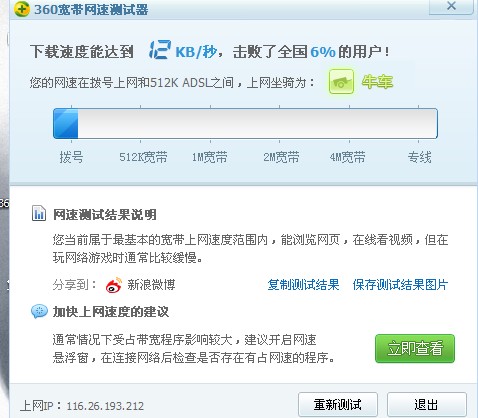 360宽带网速测试器
下载速度能达到 12 KB/秒，击败了全国6%的用户！
您的网速在拨号上网和512K ADSL之间，上网坐骑为： 牛车
拨号 512K宽带 1M宽带 2M宽带 4M宽带 专线
网速测试结果说明
您当前属于最基本的宽带上网速度范围内，能浏览网页，在线看视频，但在
玩网络游戏时通常比较缓慢。
分享到： 新浪微博 复制测试结果 保存测试结果图片
加快上网速度的建议
通常情况下受占带宽程序影响较大，建议开启网速
悬浮窗，在连接网络后检查是否存在有占网速的程序。
立即查看
上网IP：116.26.193.212 重新测试 退出